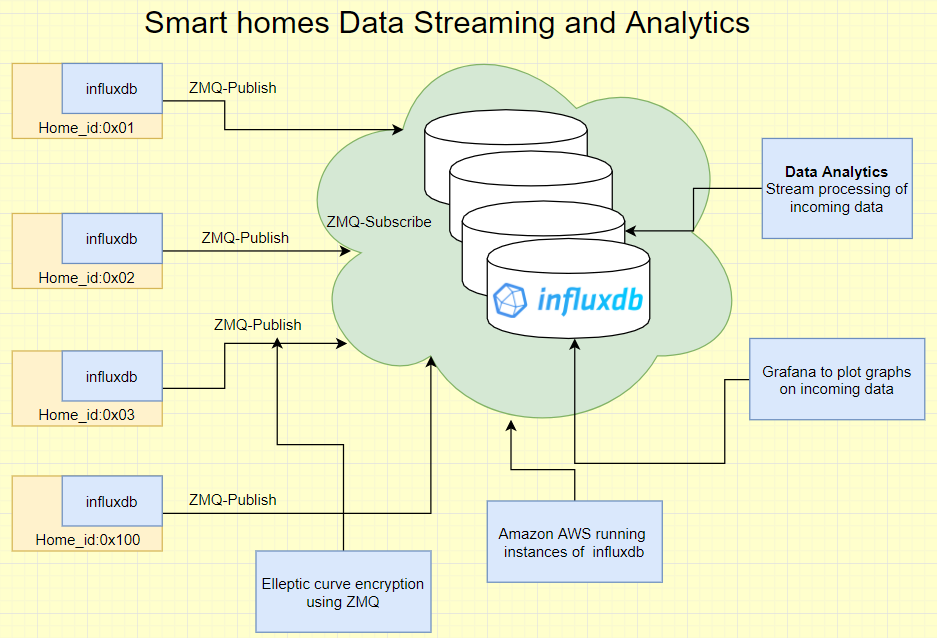 Smart homes Data Streaming and Analytics
influxdb
ZMQ-Publish
Home_id:0x01
Data Analytics
Stream processing of
incoming data
ZMQ-Subscribe
influxdb
ZMQ-Publish
Home_id:0x02
influxdb
ZMQ-Publish
influxdb
Home_id:0x03
Grafana to plot graphs
on incoming data
influxdb
ZMQ-Publish
Home_id:0x100
Amazon AWS running
instances of influxdb
Elleptic curve encryption
using ZMQ